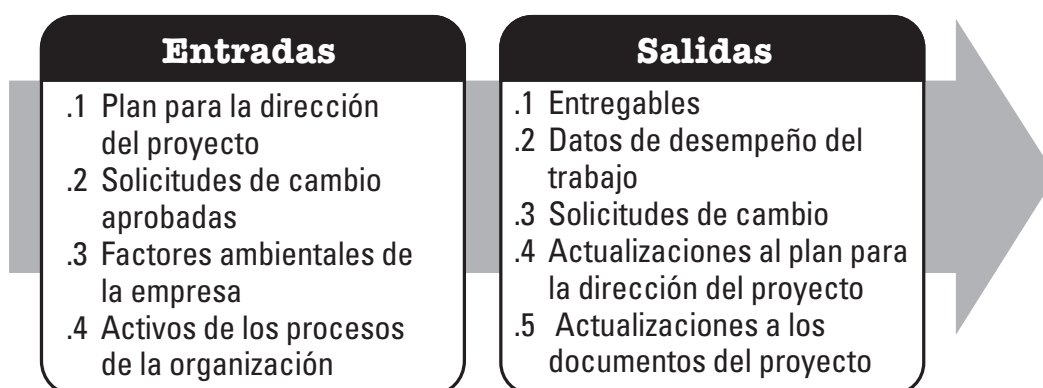 Entradas
.1 Plan para la dirección
del proyecto
.2 Solicitudes de cambio
aprobadas
.3 Factores ambientales de
la empresa
.4 Activos de los procesos
de la organización
Salidas
.1 Entregables
.2 Datos de desempeño del
trabajo
.3 Solicitudes de cambio
.4 Actualizaciones al plan para
la dirección del proyecto
.5 Actualizaciones a los
documentos del proyecto